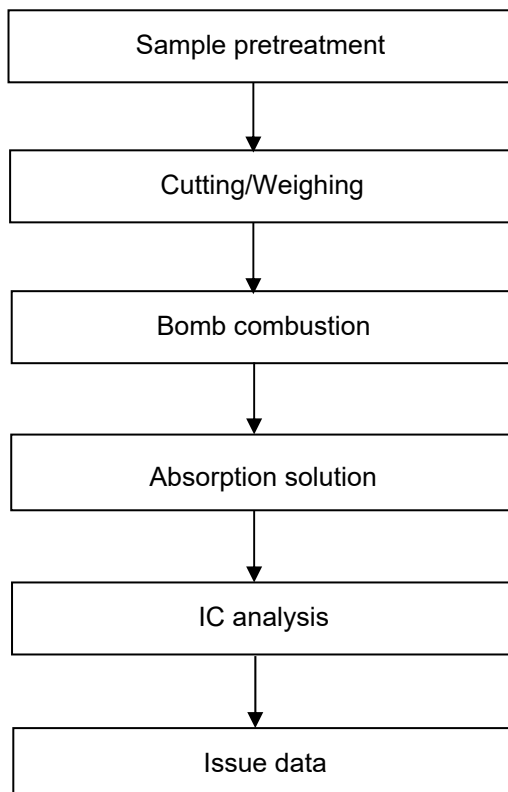 Sample pretreatment
Cutting/Weighing
Bomb combustion
Absorption solution
IC analysis
Issue data